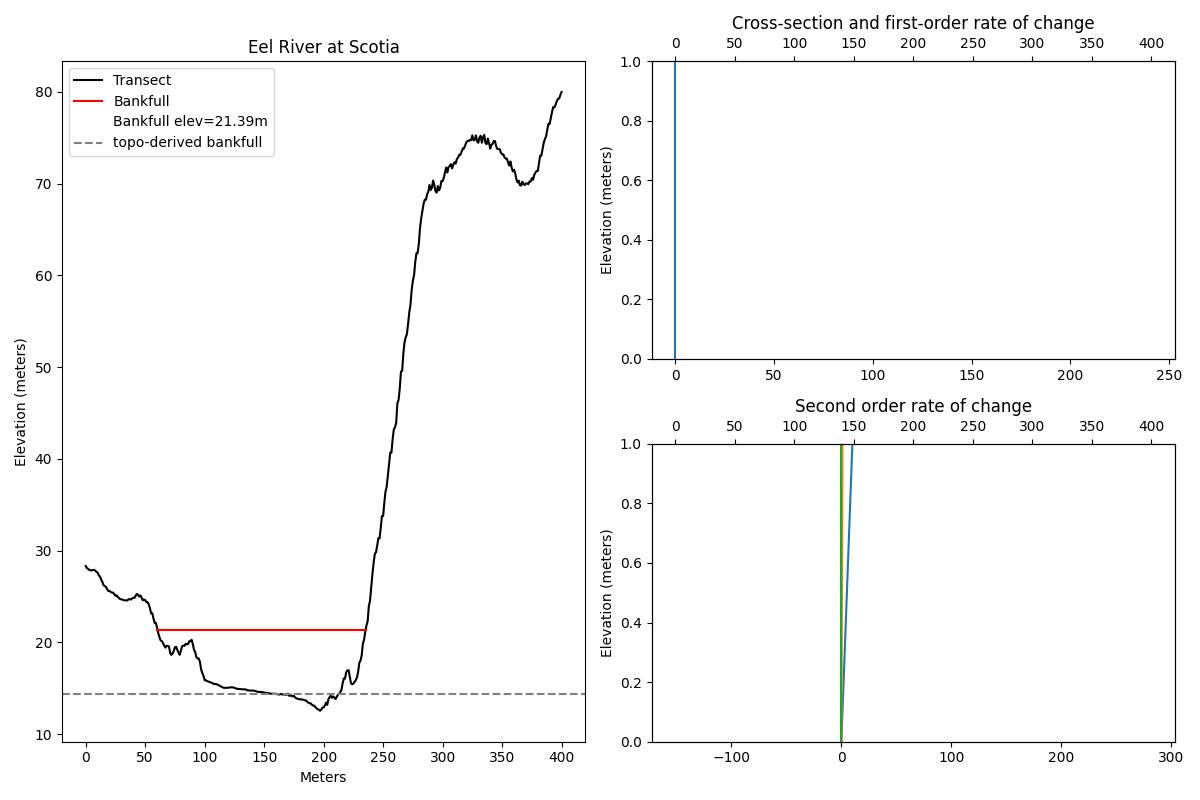 Eel River at Scotia
Transect
Bankfull
Bankfull elev=21.39m
topo-derived bankfull
80
70
60
50
40
30
20
10
Elevation (meters)
0 50 100 150 200 250 300 350 400
Meters
Cross-section and first-order rate of change
0 50 100 150 200 250 300 350 400
1.0
0.8
0.6
0.4
0.2
0.0
Elevation (meters)
0 50 100 150 200 250
Second order rate of change
0 50 100 150 200 250 300 350 400
1.0
0.8
0.6
0.4
0.2
0.0
Elevation (meters)
−100 0 100 200 300